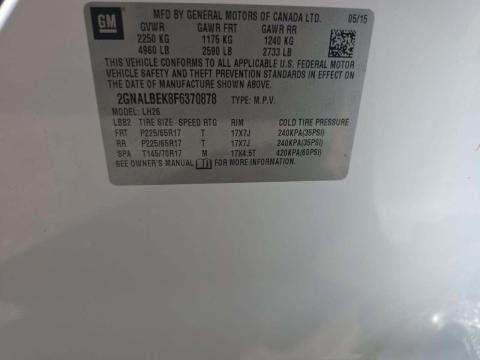 GM
MFD BY GENERAL MOTORS OF CANADA LTD. 05/15
GVWR GAWR FRT GAWR RR
2250 KG 1175 KG 1240 KG
4960 LB 2590 LB 2733 LB
THIS VEHICLE CONFORMS TO ALL APPLICABLE U.S. FEDERAL MOTOR
VEHICLE SAFETY, BUMPER, AND THEFT PREVENTION STANDARDS IN EFFECT ON
THE DATE OF MANUFACTURE SHOWN ABOVE.
2GNALBEK8F6370878 TYPE: M.P.V.
MODEL: LH26
L882 TIRE SIZE SPEED RTG RIM COLD TIRE PRESSURE
FRT P225/65R17 T 17X7J 240KPA(35PSI)
RR P225/65R17 T 17X7J 240KPA(35PSI)
SPA T145/70R17 M 17X4.5T 420KPA(60PSI)
SEE OWNER'S MANUAL FOR MORE INFORMATION.